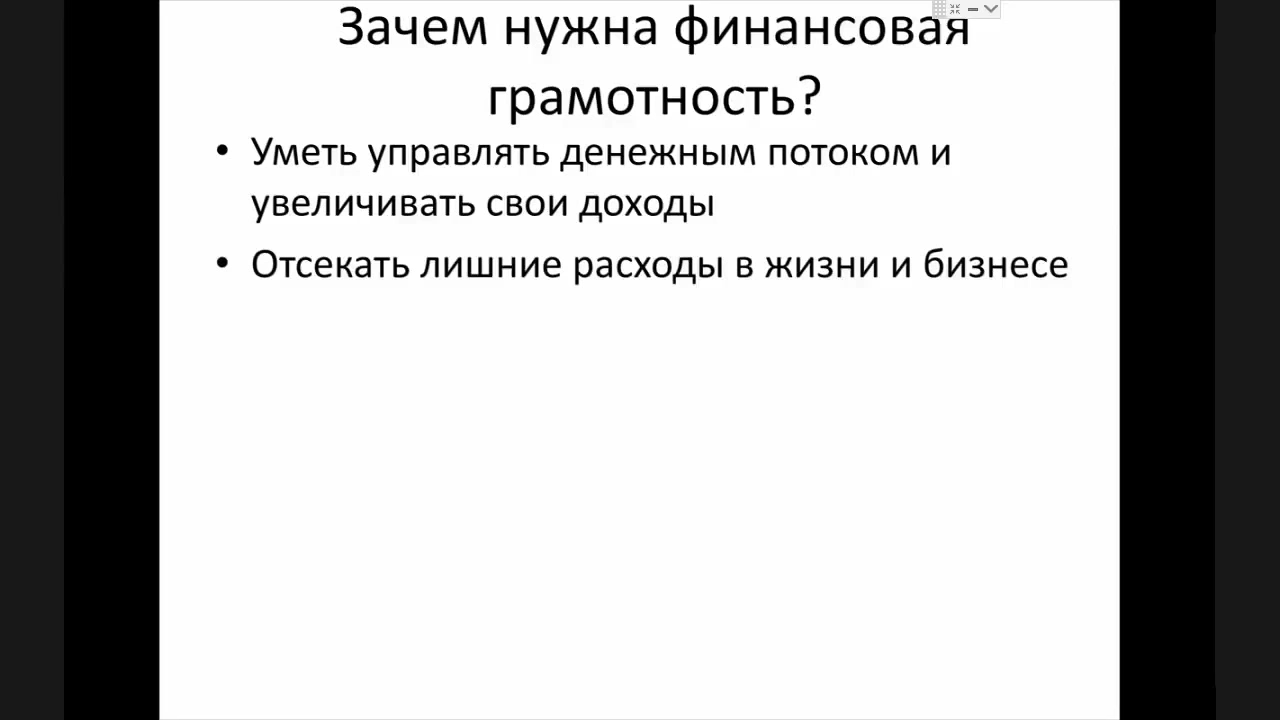 Зачем нужна финансовая
грамотность?
• Уметь управлять денежным потоком и
увеличивать свои доходы
• Отсекать лишние расходы в жизни и бизнесе